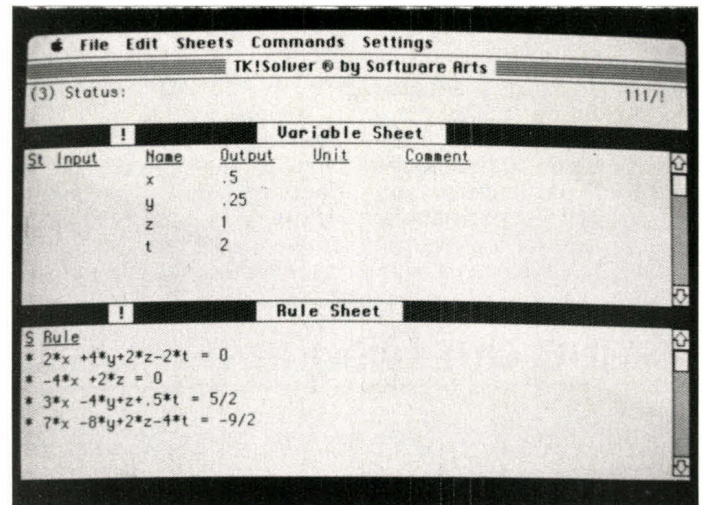 File Edit Sheets Commands Settings
TK!Solver ® by Software Arts
(3) Status: 111/!
! Variable Sheet
St Input Name Output Unit Comment
x .5
y .25
z 1
t 2
! Rule Sheet
S Rule
* 2*x +4*y+2*z-2*t = 0
* -4*x +2*z = 0
* 3*x -4*y+z+.5*t = 5/2
* 7*x -8*y+2*z-4*t = -9/2